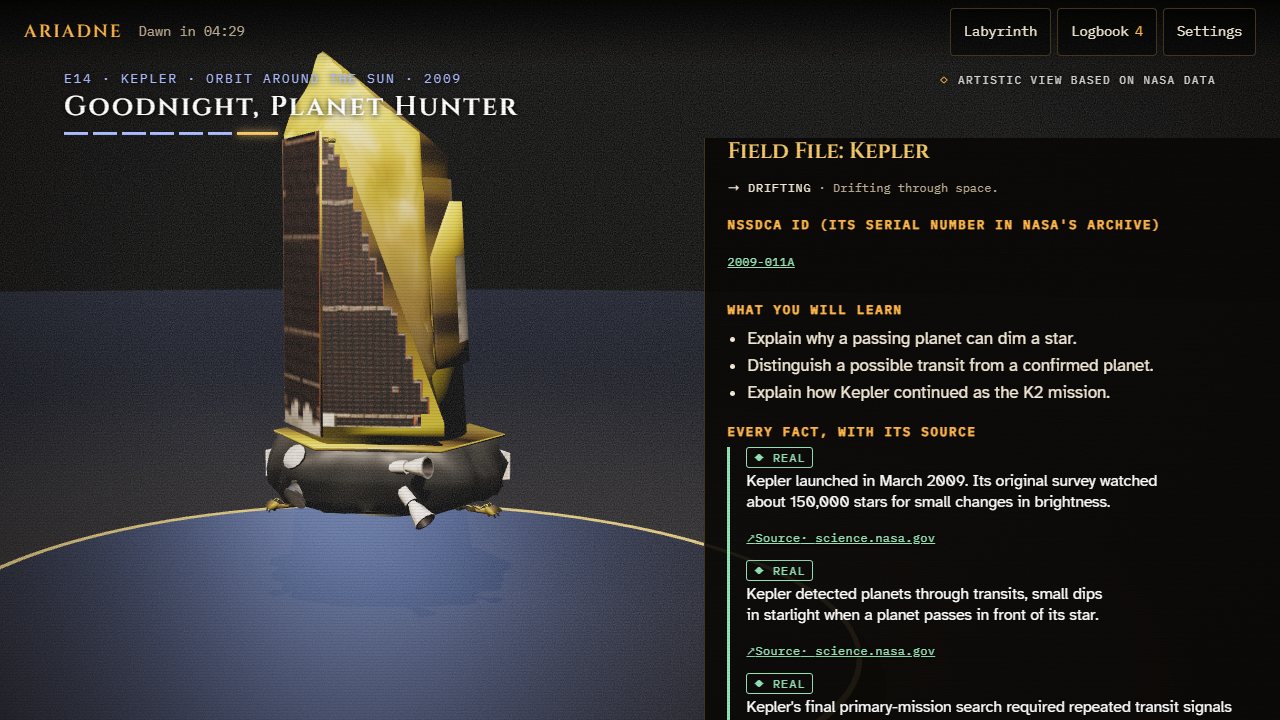 ARIADNE
Dawn in 04:29
Labyrinth
Logbook 4
Settings
E14 · KEPLER · ORBIT AROUND THE SUN · 2009
◇ ARTISTIC VIEW BASED ON NASA DATA
Goodnight, Planet Hunter
Field File: Kepler
→ DRIFTING · Drifting through space.
NSSDCA ID (ITS SERIAL NUMBER IN NASA'S ARCHIVE)
2009-011A
WHAT YOU WILL LEARN
• Explain why a passing planet can dim a star.
• Distinguish a possible transit from a confirmed planet.
• Explain how Kepler continued as the K2 mission.
EVERY FACT, WITH ITS SOURCE
◆ REAL
Kepler launched in March 2009. Its original survey watched
about 150,000 stars for small changes in brightness.
↗Source· science.nasa.gov
◆ REAL
Kepler detected planets through transits, small dips
in starlight when a planet passes in front of its star.
↗Source· science.nasa.gov
◆ REAL
Kepler's final primary-mission search required repeated transit signals